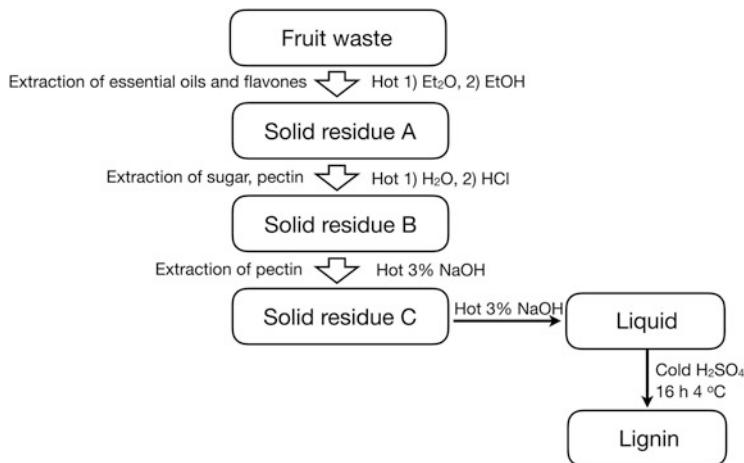 Fruit waste
Extraction of essential oils and flavones
Hot 1) Et₂O, 2) EtOH
Solid residue A
Extraction of sugar, pectin
Hot 1) H₂O, 2) HCl
Solid residue B
Extraction of pectin
Hot 3% NaOH
Solid residue C
Hot 3% NaOH
Liquid
Cold H₂SO₄
16 h 4 ºC
Lignin